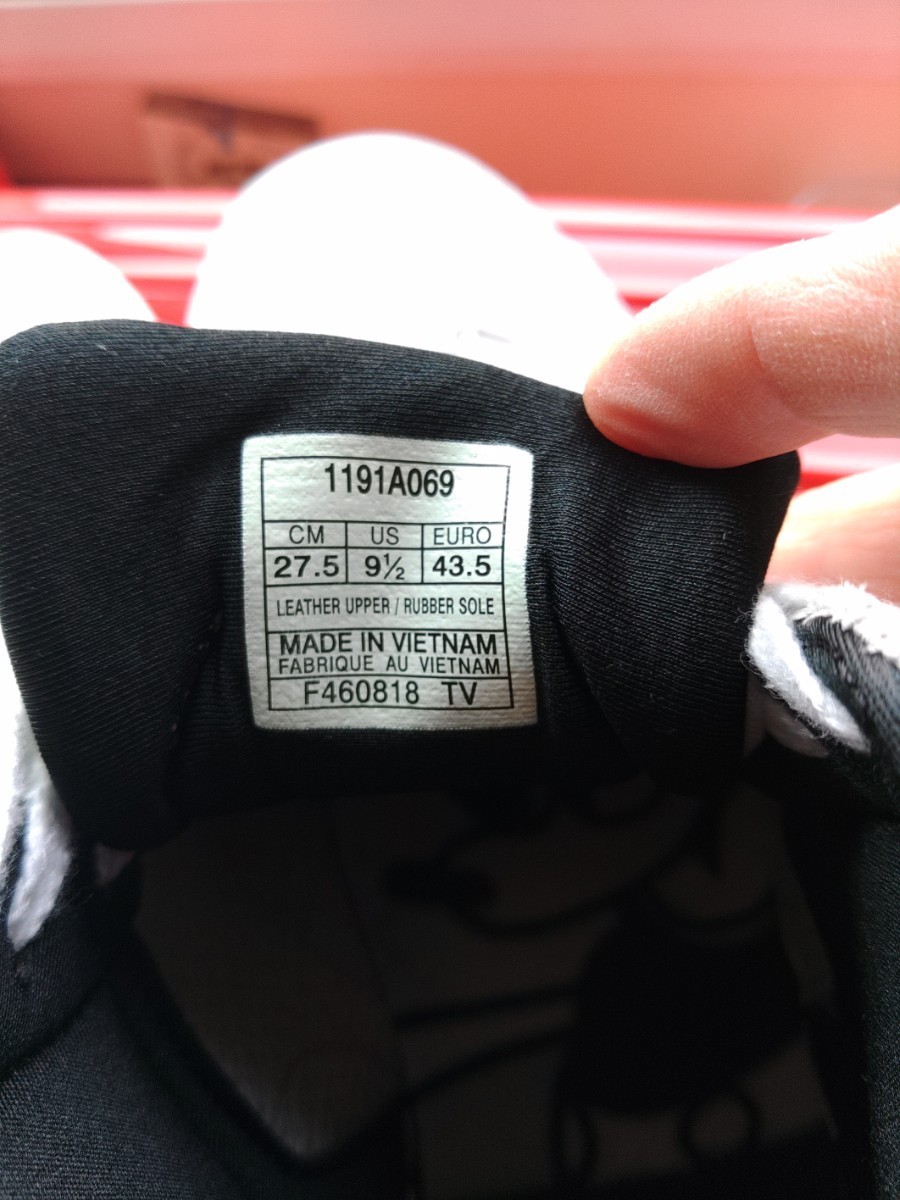 1191A069
CM US EURO
27.5 9½ 43.5
LEATHER UPPER / RUBBER SOLE
MADE IN VIETNAM
FABRIQUE AU VIETNAM
F460818 TV